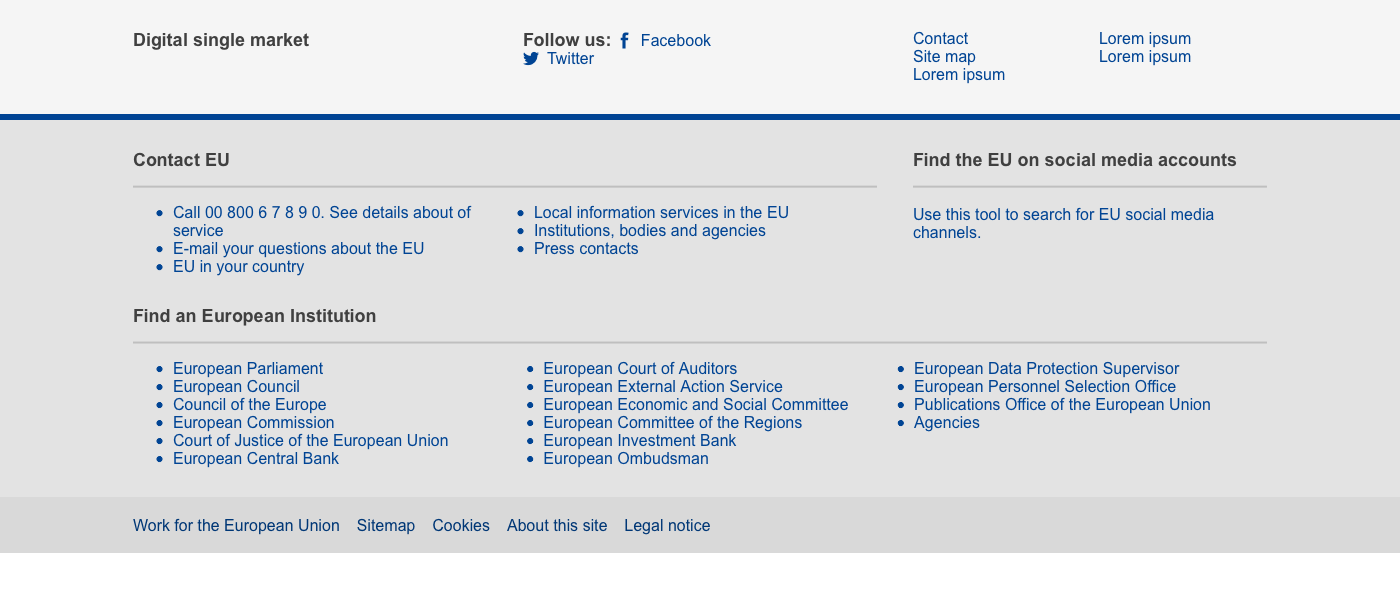 Digital single market
Follow us: Facebook
Twitter
Contact
Site map
Lorem ipsum
Lorem ipsum
Lorem ipsum
Contact EU
Call 00 800 6 7 8 9 0. See details about of
service
E-mail your questions about the EU
EU in your country
Local information services in the EU
Institutions, bodies and agencies
Press contacts
Find the EU on social media accounts
Use this tool to search for EU social media
channels.
Find an European Institution
European Parliament
European Council
Council of the Europe
European Commission
Court of Justice of the European Union
European Central Bank
European Court of Auditors
European External Action Service
European Economic and Social Committee
European Committee of the Regions
European Investment Bank
European Ombudsman
European Data Protection Supervisor
European Personnel Selection Office
Publications Office of the European Union
Agencies
Work for the European Union Sitemap Cookies About this site Legal notice